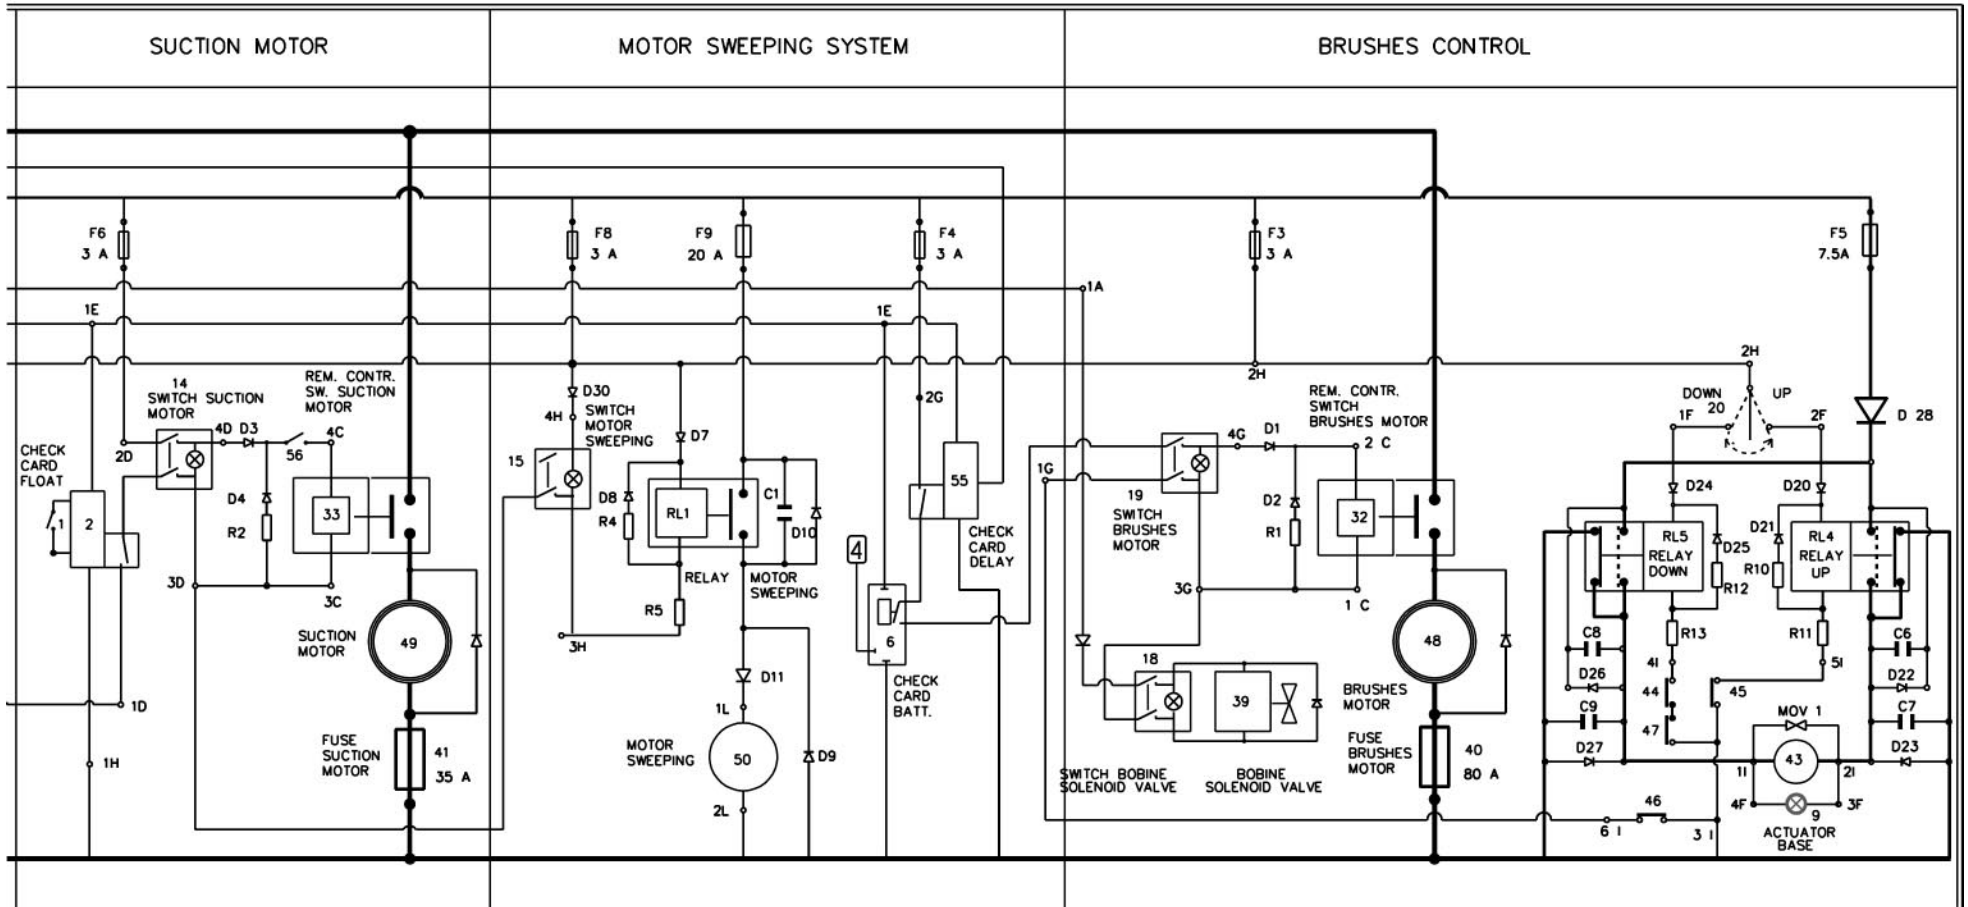 SUCTION MOTOR
MOTOR SWEEPING SYSTEM
BRUSHES CONTROL
F6
3 A
F8
3 A
F9
20 A
F4
3 A
F3
3 A
F5
7.5A
1A
1E
1E
2H
2H
14
SWITCH SUCTION
MOTOR
REM. CONTR.
SW. SUCTION
MOTOR
4D
D3
4C
56
2D
CHECK
CARD
FLOAT
1
2
D4
R2
33
3D
3C
SUCTION
MOTOR
49
1D
1H
FUSE
SUCTION
MOTOR
41
35 A
D30
4H
SWITCH
MOTOR
SWEEPING
15
D7
D8
R4
RL1
C1
D10
RELAY
MOTOR
SWEEPING
R5
3H
D11
1L
MOTOR
SWEEPING
50
D9
2L
2G
55
CHECK
CARD
DELAY
4
6
CHECK
CARD
BATT.
REM. CONTR.
SWITCH
BRUSHES MOTOR
4G
D1
2 C
1G
19
SWITCH
BRUSHES
MOTOR
D2
R1
32
3G
1 C
48
18
39
BRUSHES
MOTOR
FUSE
BRUSHES
MOTOR
40
80 A
SWITCH BOBINE
SOLENOID VALVE
BOBINE
SOLENOID VALVE
DOWN
20
UP
1F
2F
D 28
D24
D20
RL5
RELAY
DOWN
D25
R12
D21
R10
RL4
RELAY
UP
R13
R11
C8
C6
4I
5I
D26
D22
44
45
C9
47
MOV 1
C7
D27
43
D23
1I
2I
4F
3F
9
ACTUATOR
BASE
46
6 I
3 I